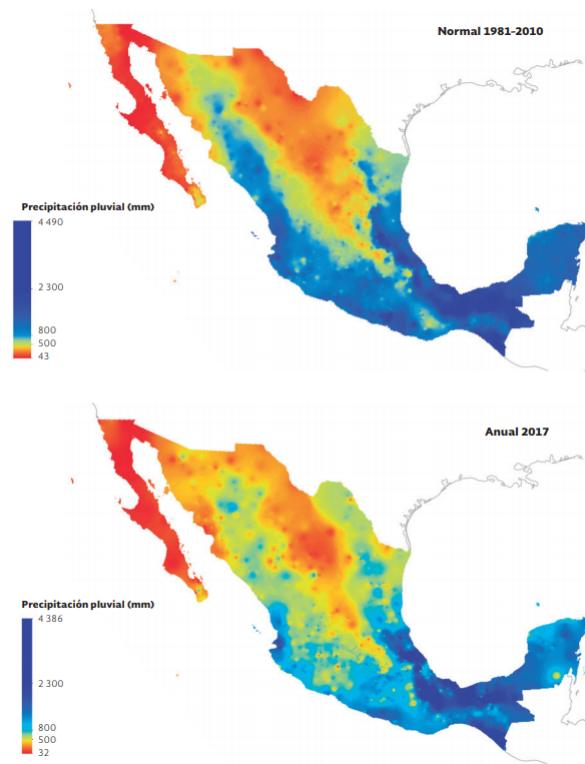 Normal 1981-2010
Precipitación pluvial (mm)
4 490
2 300
800
500
43
Anual 2017
Precipitación pluvial (mm)
4 386
2 300
800
500
32